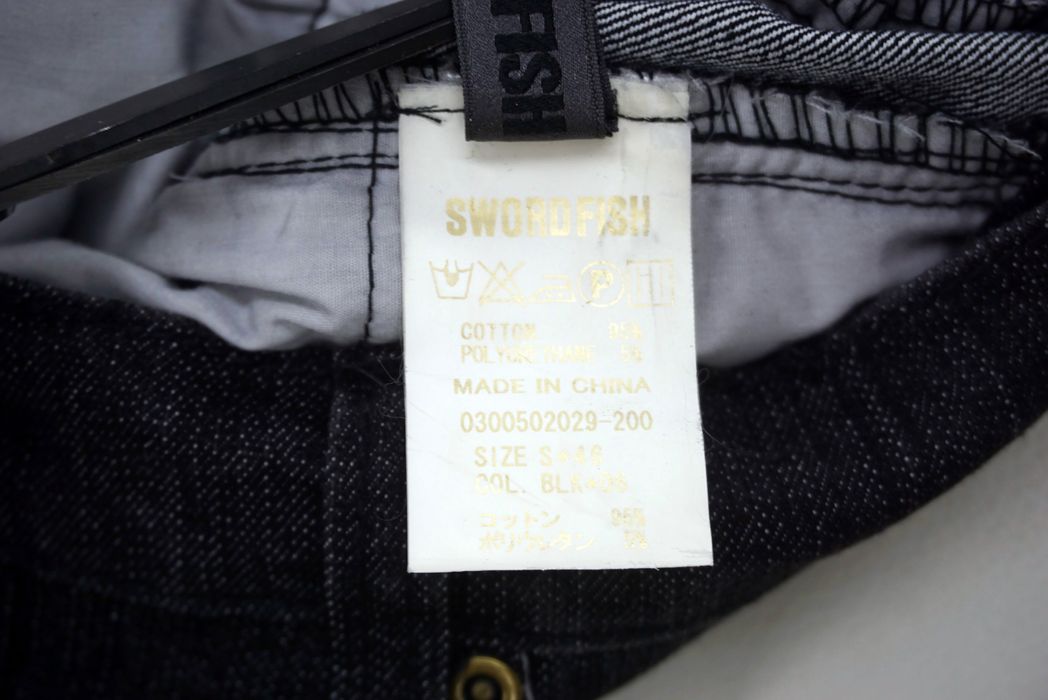 FISH
SWORDFISH
P
COTTON 95%
POLYURETHANE 5%
MADE IN CHINA
0300502029-200
SIZE S*46
COL. BLK*06
コットン 95%
ポリウレタン 5%